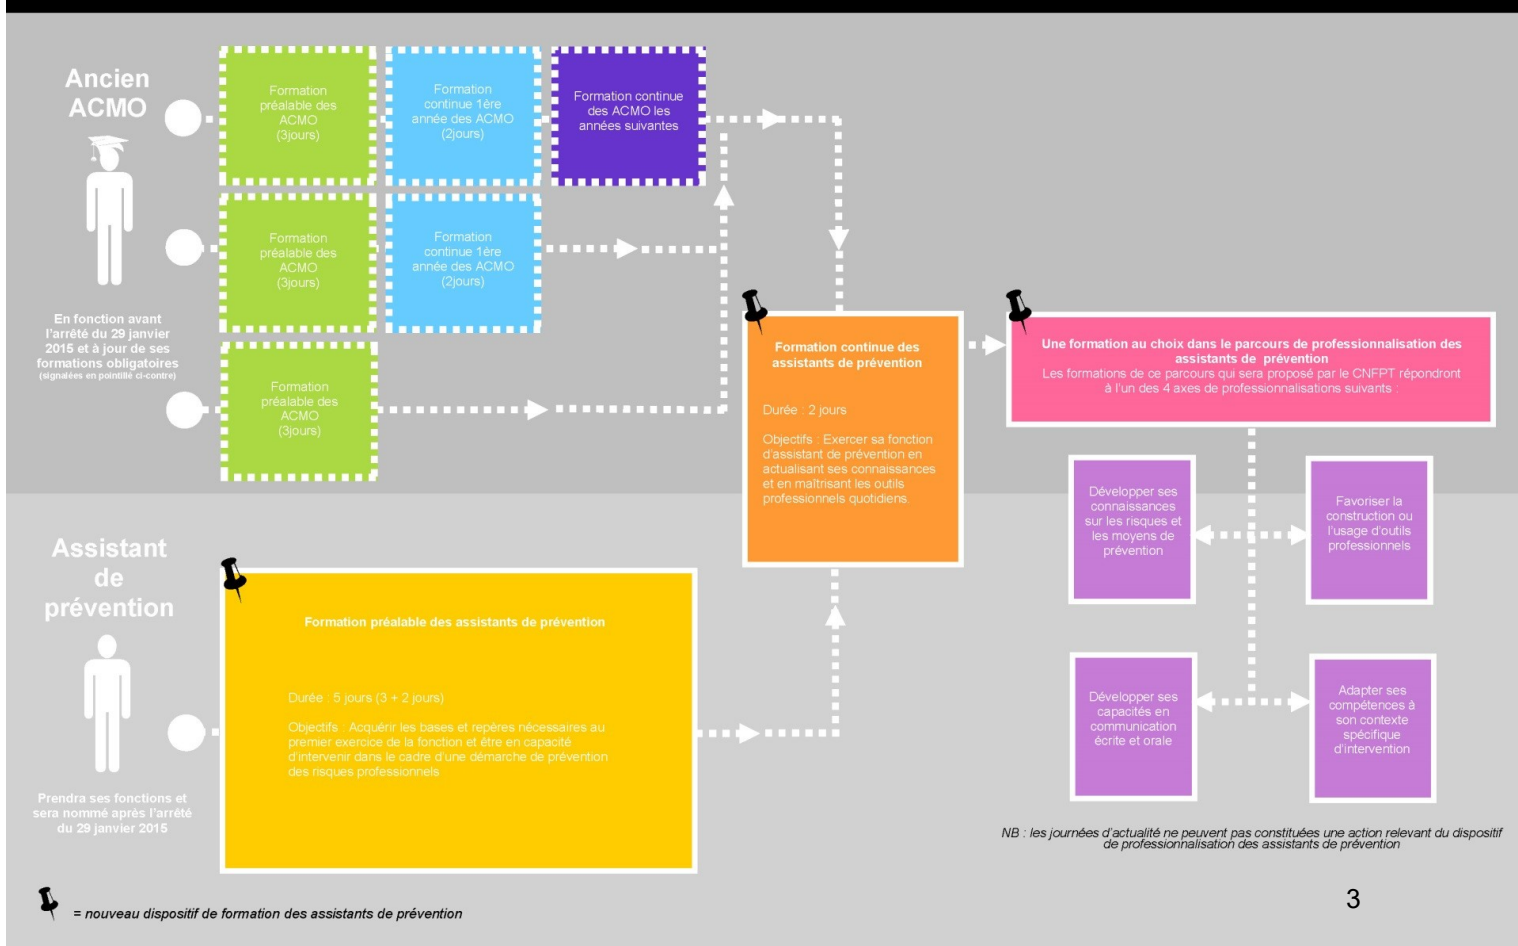 Ancien
ACMO
En fonction avant
l'arrêté du 29 janvier
2015 et à jour de ses
formations obligatoires
(signalées en pointillé ci-contre)
Formation
préalable des
ACMO
(3jours)
Formation
continue 1ère
année des ACMO
(2jours)
Formation continue
des ACMO les
années suivantes
Formation
préalable des
ACMO
(3jours)
Formation
continue 1ère
année des ACMO
(2jours)
Formation
préalable des
ACMO
(3jours)
Formation continue des
assistants de prévention
Durée : 2 jours
Objectifs : Exercer sa fonction
d'assistant de prévention en
actualisant ses connaissances
et en maîtrisant les outils
professionnels quotidiens.
Une formation au choix dans le parcours de professionnalisation des
assistants de prévention
Les formations de ce parcours qui sera proposé par le CNFPT répondront
à l'un des 4 axes de professionnalisations suivants :
Développer ses
connaissances
sur les risques et
les moyens de
prévention
Favoriser la
construction ou
l'usage d'outils
professionnels
Développer ses
capacités en
communication
écrite et orale
Adapter ses
compétences à
son contexte
spécifique
d'intervention
Assistant
de
prévention
Prendra ses fonctions et
sera nommé après l'arrêté
du 29 janvier 2015
Formation préalable des assistants de prévention
Durée : 5 jours (3 + 2 jours)
Objectifs : Acquérir les bases et repères nécessaires au
premier exercice de la fonction et être en capacité
d'intervenir dans le cadre d'une démarche de prévention
des risques professionnels
NB : les journées d'actualité ne peuvent pas constituées une action relevant du dispositif
de professionnalisation des assistants de prévention
= nouveau dispositif de formation des assistants de prévention
3